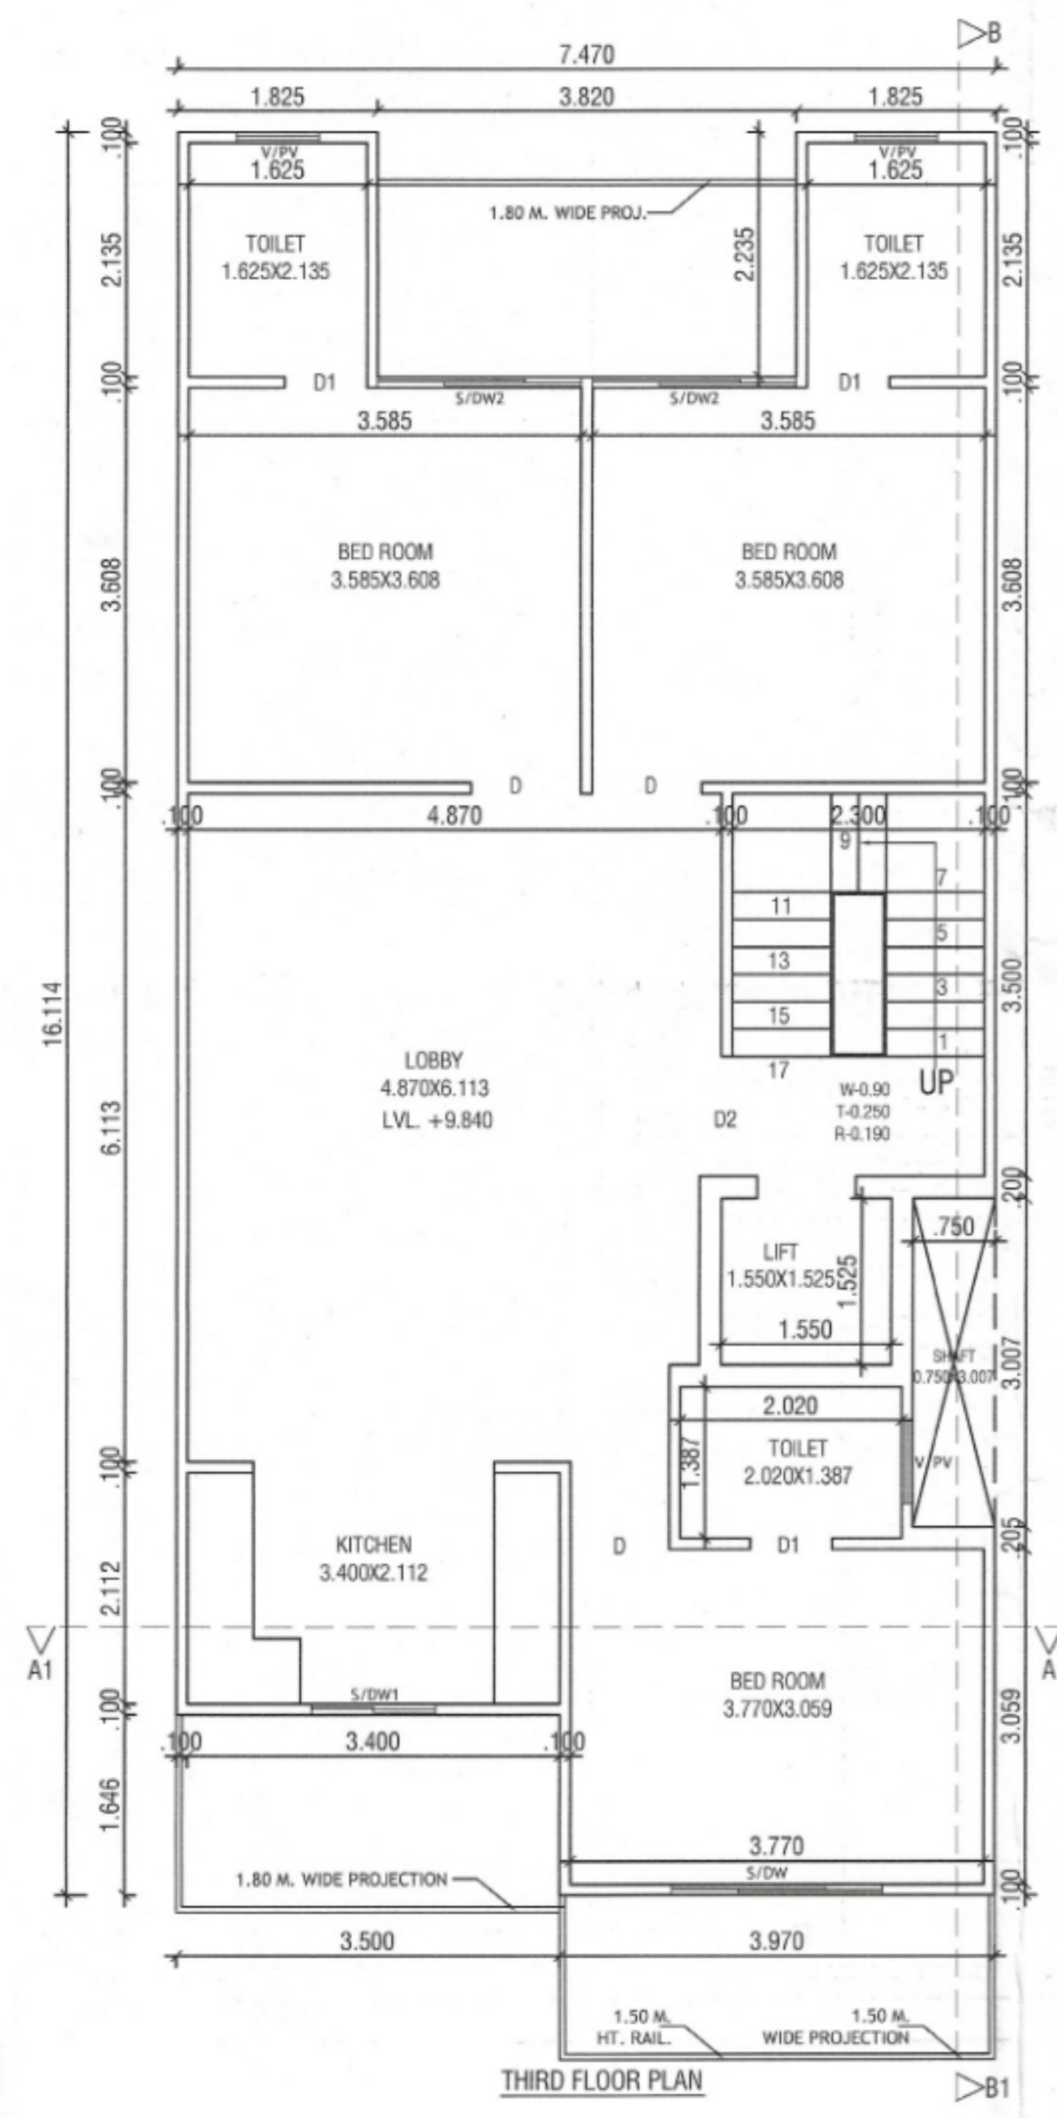 B
7.470
1.825
3.820
1.825
.100
.100
V/PV
V/PV
1.625
1.625
1.80 M. WIDE PROJ.
2.135
TOILET
1.625X2.135
2.235
TOILET
1.625X2.135
2.135
.100
D1
D1
.100
S/DW2
S/DW2
3.585
3.585
3.608
BED ROOM
3.585X3.608
BED ROOM
3.585X3.608
3.608
.100
D
D
.100
.100
4.870
.100
2.300
.100
9
7
11
5
13
3
15
1
17
3.500
16.114
LOBBY
4.870X6.113
LVL. +9.840
UP
W-0.90
T-0.250
R-0.190
D2
6.113
.200
.750
LIFT
1.550X1.525
1.525
1.550
SHAFT
0.750X3.007
3.007
2.020
1.387
TOILET
2.020X1.387
V/PV
.100
KITCHEN
3.400X2.112
D
D1
.205
2.112
A1
A
BED ROOM
3.770X3.059
3.059
S/DW1
.100
.100
3.400
.100
1.646
3.770
S/DW
1.80 M. WIDE PROJECTION
.100
3.500
3.970
1.50 M.
HT. RAIL.
1.50 M.
WIDE PROJECTION
THIRD FLOOR PLAN
B1